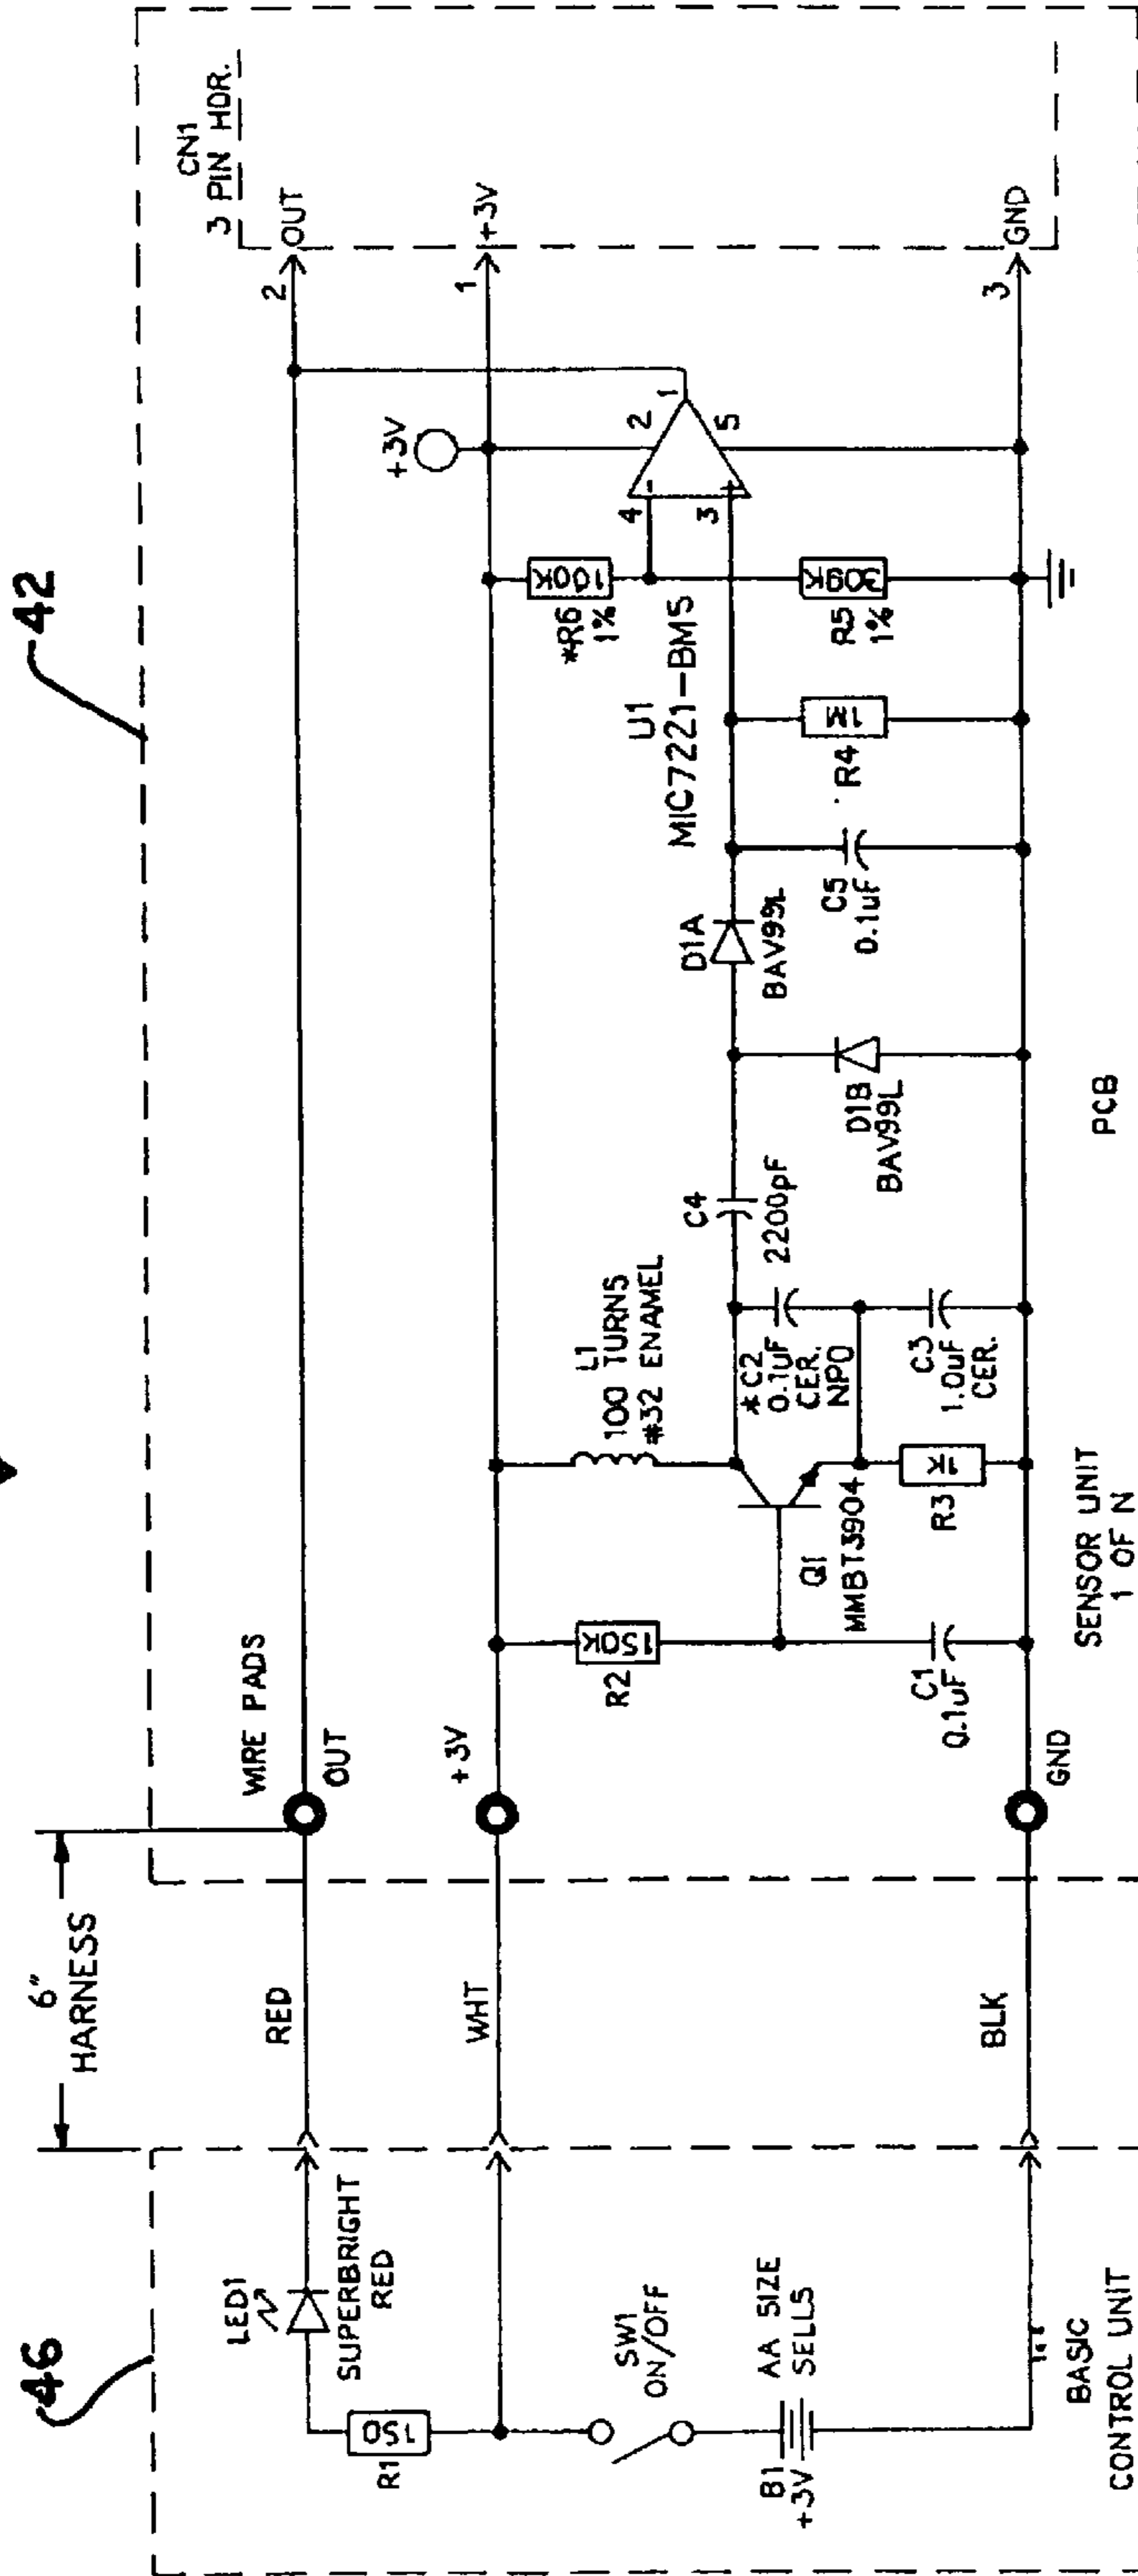 46
42
6"
HARNESS
LED1
SUPERBRIGHT
RED
R1
150
SW1
ON/OFF
B1
+3V
AA SIZE
SELLS
BASIC
CONTROL UNIT
RED
WHT
BLK
WIRE PADS
OUT
+3V
GND
R2
150K
C1
0.1uF
Q1
MMBT3904
R3
1K
L1
100 TURNS
#32 ENAMEL
*C2
0.1uF
CER.
NPO
C3
1.0uF
CER.
C4
2200pF
D1B
BAV99L
D1A
BAV99L
C5
0.1uF
R4
1M
U1
MIC7221-BM5
*R6
1%
100K
R5
1%
309K
4
3
2
5
1
-
+
+3V
CN1
3 PIN HDR.
2
OUT
1
+3V
3
GND
SENSOR UNIT
1 OF N
PCB